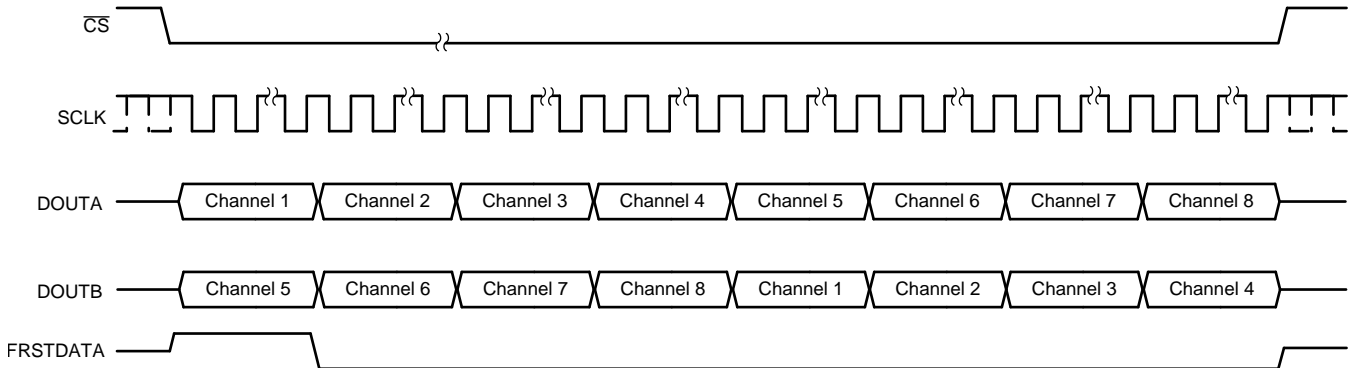 CS
SCLK
DOUTA Channel 1 Channel 2 Channel 3 Channel 4 Channel 5 Channel 6 Channel 7 Channel 8
DOUTB Channel 5 Channel 6 Channel 7 Channel 8 Channel 1 Channel 2 Channel 3 Channel 4
FRSTDATA